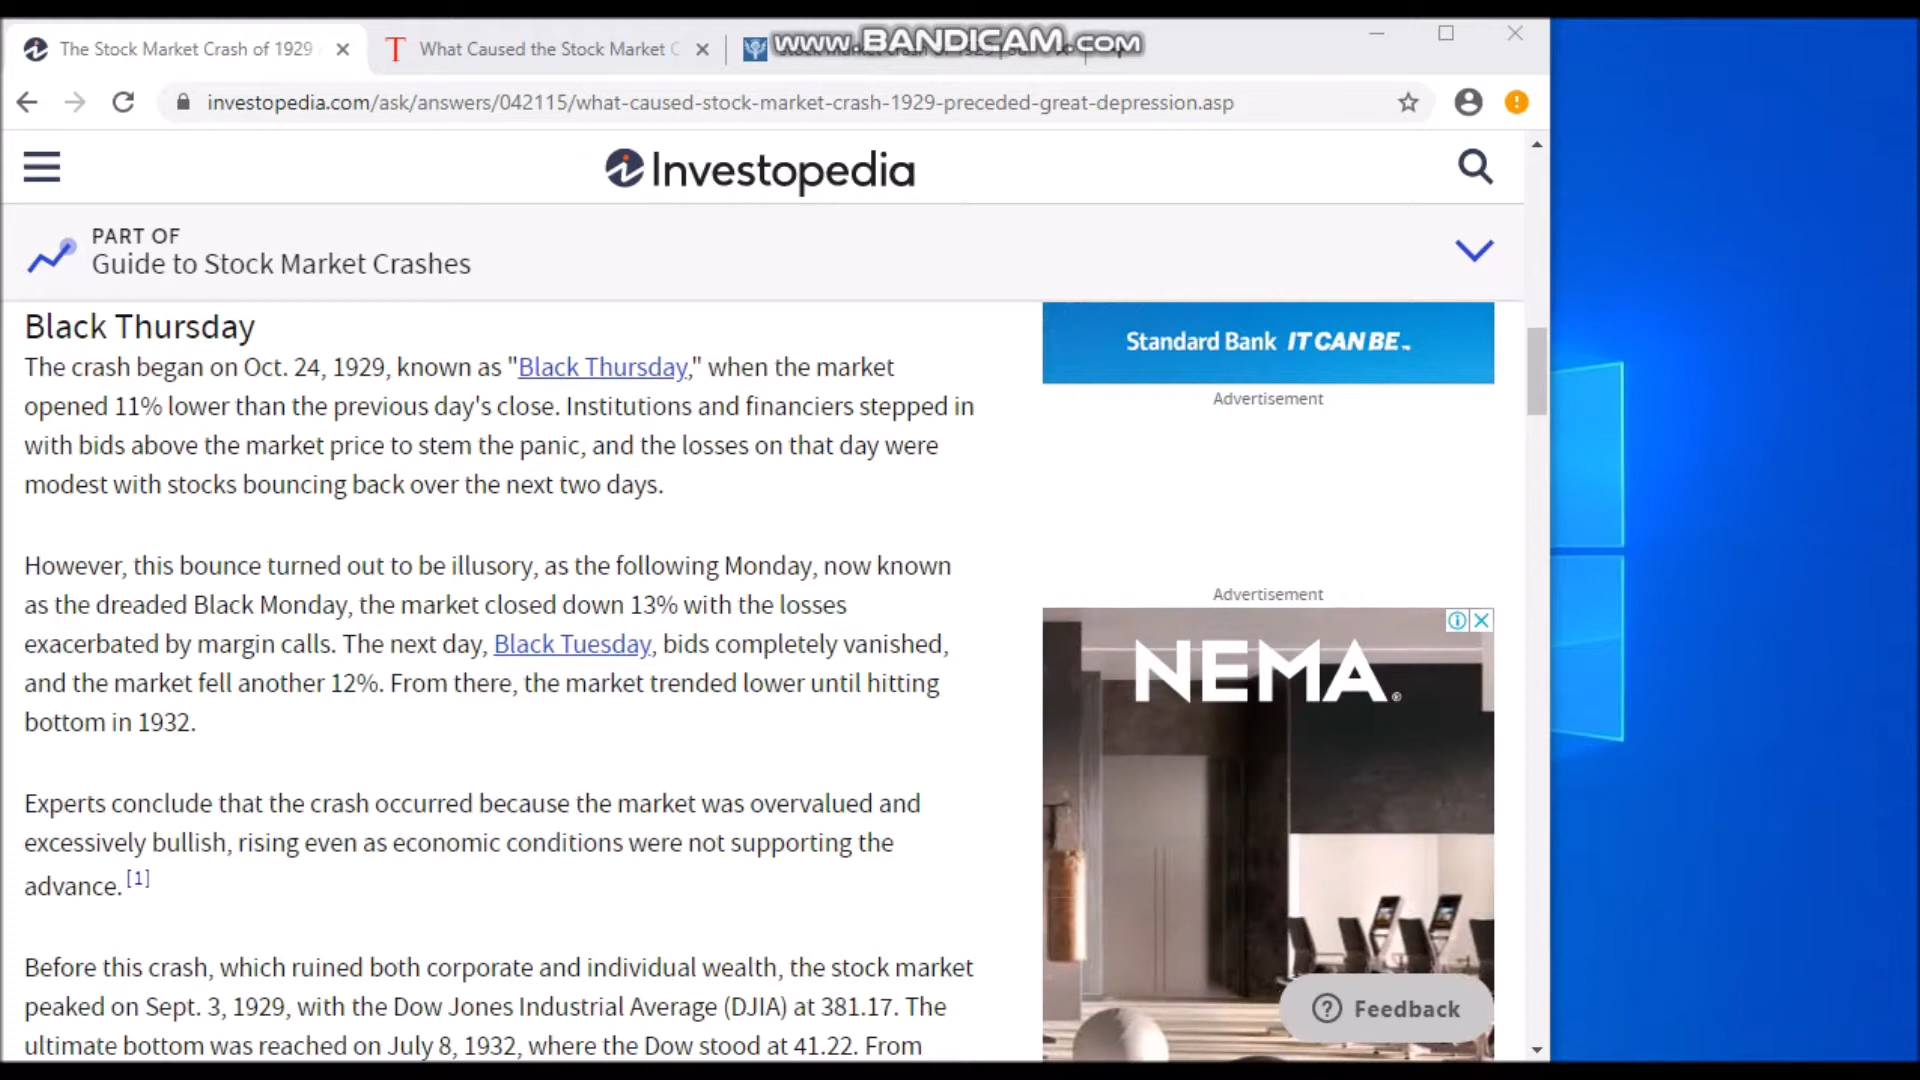 The Stock Market Crash of 1929
What Caused the Stock Market C
www.BANDICAM.com
investopedia.com/ask/answers/042115/what-caused-stock-market-crash-1929-preceded-great-depression.asp
Investopedia
PART OF
Guide to Stock Market Crashes
Black Thursday
The crash began on Oct. 24, 1929, known as "Black Thursday," when the market
opened 11% lower than the previous day's close. Institutions and financiers stepped in
with bids above the market price to stem the panic, and the losses on that day were
modest with stocks bouncing back over the next two days.
However, this bounce turned out to be illusory, as the following Monday, now known
as the dreaded Black Monday, the market closed down 13% with the losses
exacerbated by margin calls. The next day, Black Tuesday, bids completely vanished,
and the market fell another 12%. From there, the market trended lower until hitting
bottom in 1932.
Experts conclude that the crash occurred because the market was overvalued and
excessively bullish, rising even as economic conditions were not supporting the
advance. [1]
Before this crash, which ruined both corporate and individual wealth, the stock market
peaked on Sept. 3, 1929, with the Dow Jones Industrial Average (DJIA) at 381.17. The
ultimate bottom was reached on July 8, 1932, where the Dow stood at 41.22. From
Standard Bank IT CAN BE™
Advertisement
Advertisement
NEMA®
Feedback